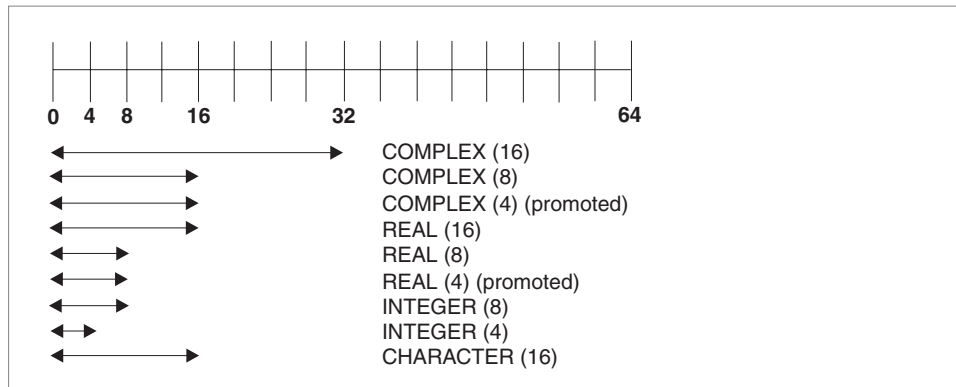 0 4 8 16 32 64
COMPLEX (16)
COMPLEX (8)
COMPLEX (4) (promoted)
REAL (16)
REAL (8)
REAL (4) (promoted)
INTEGER (8)
INTEGER (4)
CHARACTER (16)